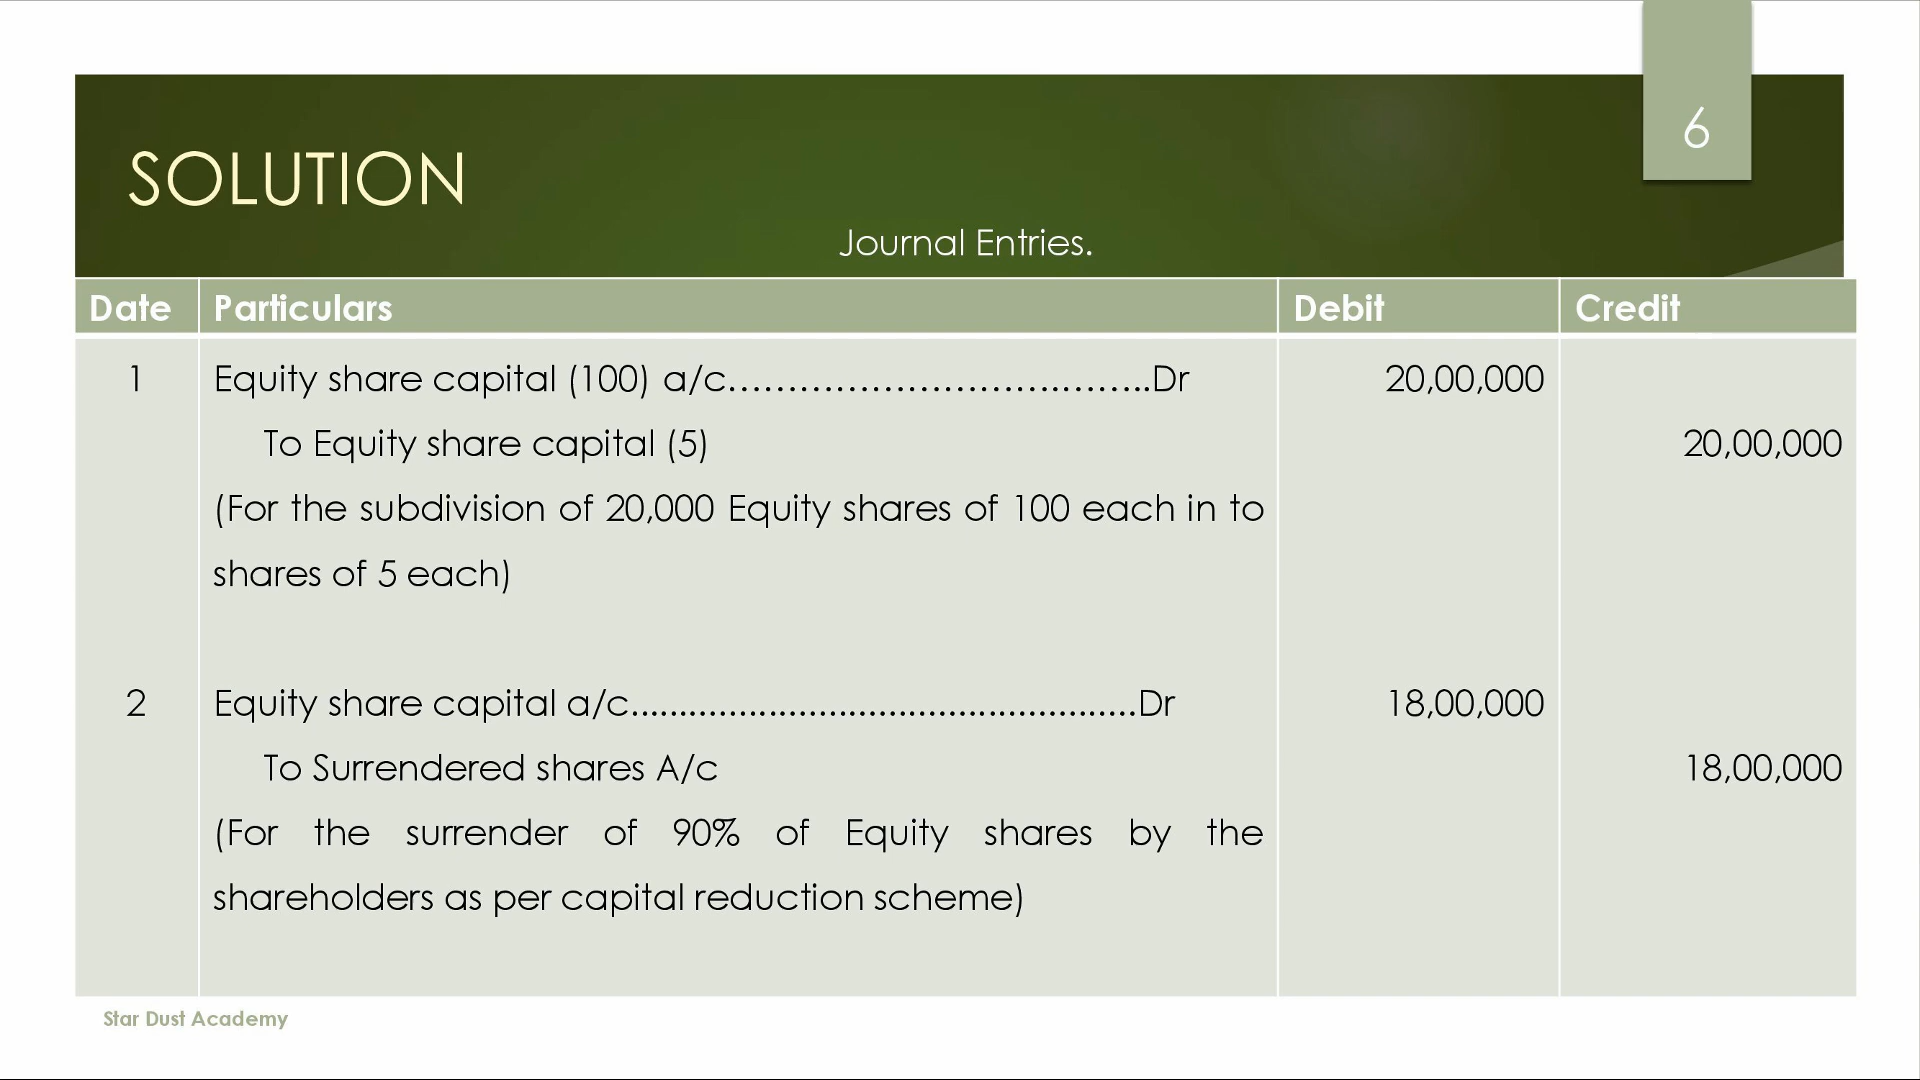 6
SOLUTION
Journal Entries.
Date Particulars Debit Credit
1 Equity share capital (100) a/c……………………………..Dr 20,00,000
To Equity share capital (5) 20,00,000
(For the subdivision of 20,000 Equity shares of 100 each in to
shares of 5 each)
2 Equity share capital a/c..................................................Dr 18,00,000
To Surrendered shares A/c 18,00,000
(For the surrender of 90% of Equity shares by the
shareholders as per capital reduction scheme)
Star Dust Academy